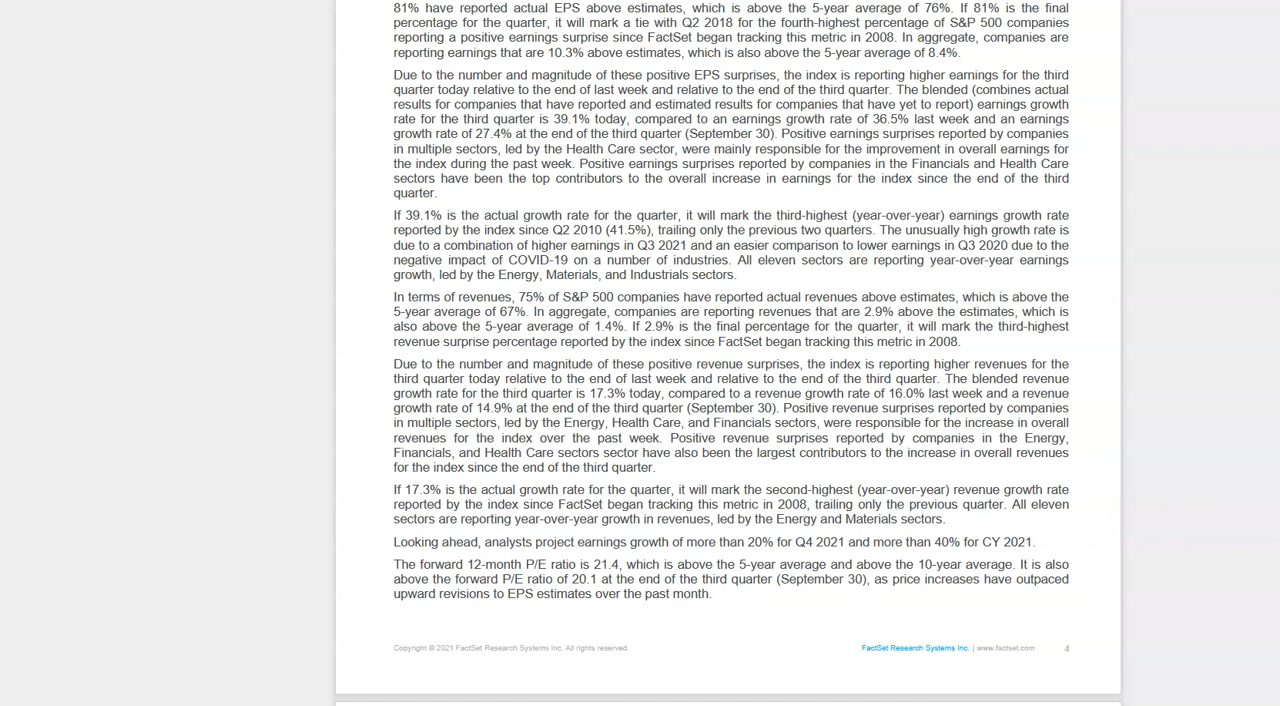 81% have reported actual EPS above estimates, which is above the 5-year average of 76%. If 81% is the final
percentage for the quarter, it will mark a tie with Q2 2018 for the fourth-highest percentage of S&P 500 companies
reporting a positive earnings surprise since FactSet began tracking this metric in 2008. In aggregate, companies are
reporting earnings that are 10.3% above estimates, which is also above the 5-year average of 8.4%.
Due to the number and magnitude of these positive EPS surprises, the index is reporting higher earnings for the third
quarter today relative to the end of last week and relative to the end of the third quarter. The blended (combines actual
results for companies that have reported and estimated results for companies that have yet to report) earnings growth
rate for the third quarter is 39.1% today, compared to an earnings growth rate of 36.5% last week and an earnings
growth rate of 27.4% at the end of the third quarter (September 30). Positive earnings surprises reported by companies
in multiple sectors, led by the Health Care sector, were mainly responsible for the improvement in overall earnings for
the index during the past week. Positive earnings surprises reported by companies in the Financials and Health Care
sectors have been the top contributors to the overall increase in earnings for the index since the end of the third
quarter.
If 39.1% is the actual growth rate for the quarter, it will mark the third-highest (year-over-year) earnings growth rate
reported by the index since Q2 2010 (41.5%), trailing only the previous two quarters. The unusually high growth rate is
due to a combination of higher earnings in Q3 2021 and an easier comparison to lower earnings in Q3 2020 due to the
negative impact of COVID-19 on a number of industries. All eleven sectors are reporting year-over-year earnings
growth, led by the Energy, Materials, and Industrials sectors.
In terms of revenues, 75% of S&P 500 companies have reported actual revenues above estimates, which is above the
5-year average of 67%. In aggregate, companies are reporting revenues that are 2.9% above the estimates, which is
also above the 5-year average of 1.4%. If 2.9% is the final percentage for the quarter, it will mark the third-highest
revenue surprise percentage reported by the index since FactSet began tracking this metric in 2008.
Due to the number and magnitude of these positive revenue surprises, the index is reporting higher revenues for the
third quarter today relative to the end of last week and relative to the end of the third quarter. The blended revenue
growth rate for the third quarter is 17.3% today, compared to a revenue growth rate of 16.0% last week and a revenue
growth rate of 14.9% at the end of the third quarter (September 30). Positive revenue surprises reported by companies
in multiple sectors, led by the Energy, Health Care, and Financials sectors, were responsible for the increase in overall
revenues for the index over the past week. Positive revenue surprises reported by companies in the Energy,
Financials, and Health Care sectors sector have also been the largest contributors to the increase in overall revenues
for the index since the end of the third quarter.
If 17.3% is the actual growth rate for the quarter, it will mark the second-highest (year-over-year) revenue growth rate
reported by the index since FactSet began tracking this metric in 2008, trailing only the previous quarter. All eleven
sectors are reporting year-over-year growth in revenues, led by the Energy and Materials sectors.
Looking ahead, analysts project earnings growth of more than 20% for Q4 2021 and more than 40% for CY 2021.
The forward 12-month P/E ratio is 21.4, which is above the 5-year average and above the 10-year average. It is also
above the forward P/E ratio of 20.1 at the end of the third quarter (September 30), as price increases have outpaced
upward revisions to EPS estimates over the past month.
Copyright © 2021 FactSet Research Systems Inc. All rights reserved. FactSet Research Systems Inc. | www.factset.com 4